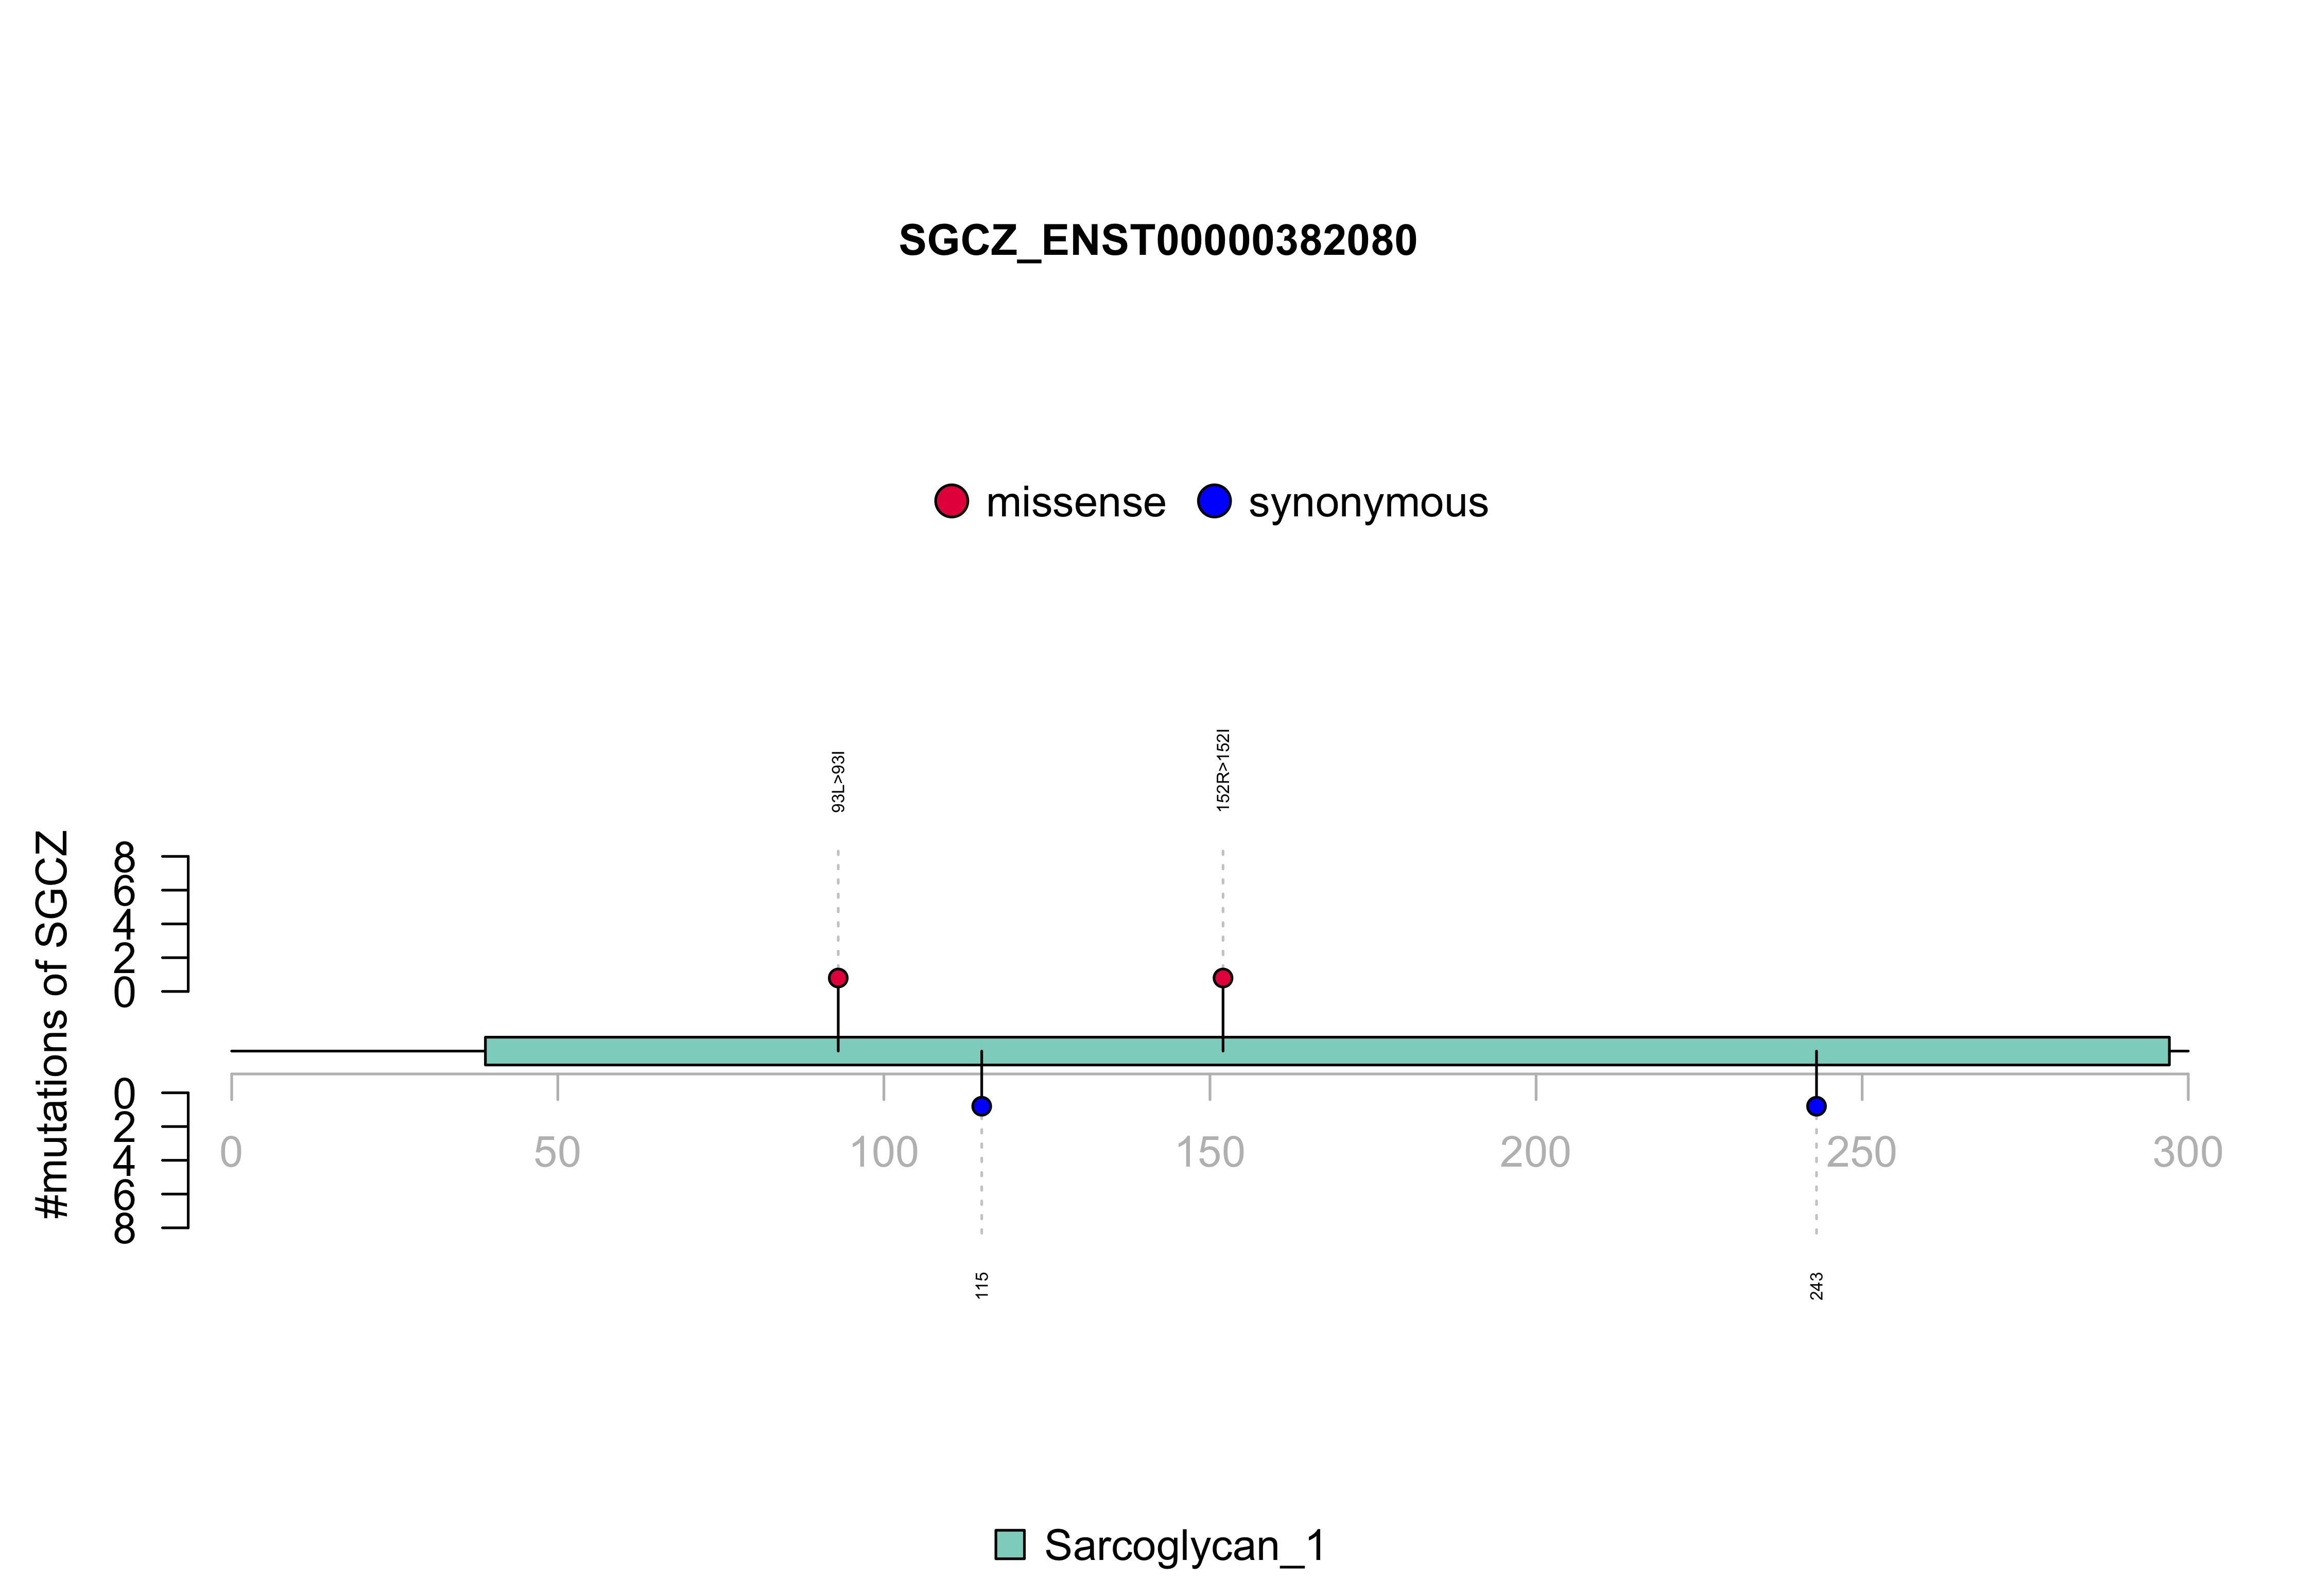 SGCZ_ENST00000382080
missense synonymous
93L>93I
152R>152I
#mutations of SGCZ
8
6
4
2
0
0
2
4
6
8
0 50 100 150 200 250 300
115
243
Sarcoglycan_1